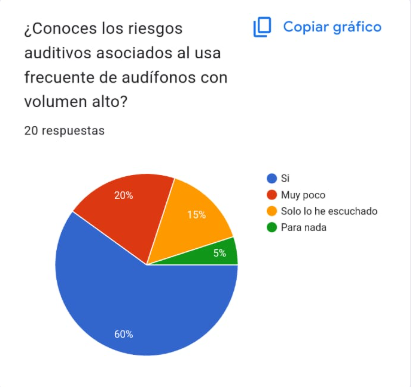 ¿Conoces los riesgos
auditivos asociados al usa
frecuente de audífonos con
volumen alto?
Copiar gráfico
20 respuestas
Si
Muy poco
Solo lo he escuchado
Para nada
20%
15%
5%
60%